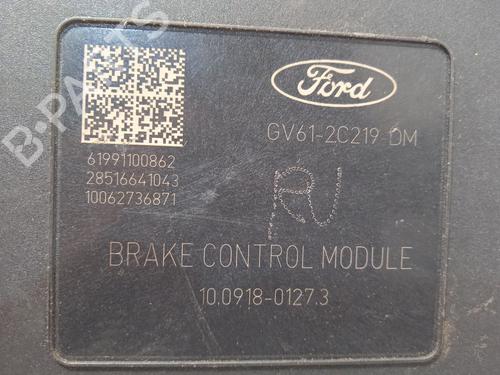 Ford
GV61-2C219-DM
61991100862
28516641043
10062736871
RU
BRAKE CONTROL MODULE
10.0918-0127.3
B-PARTS